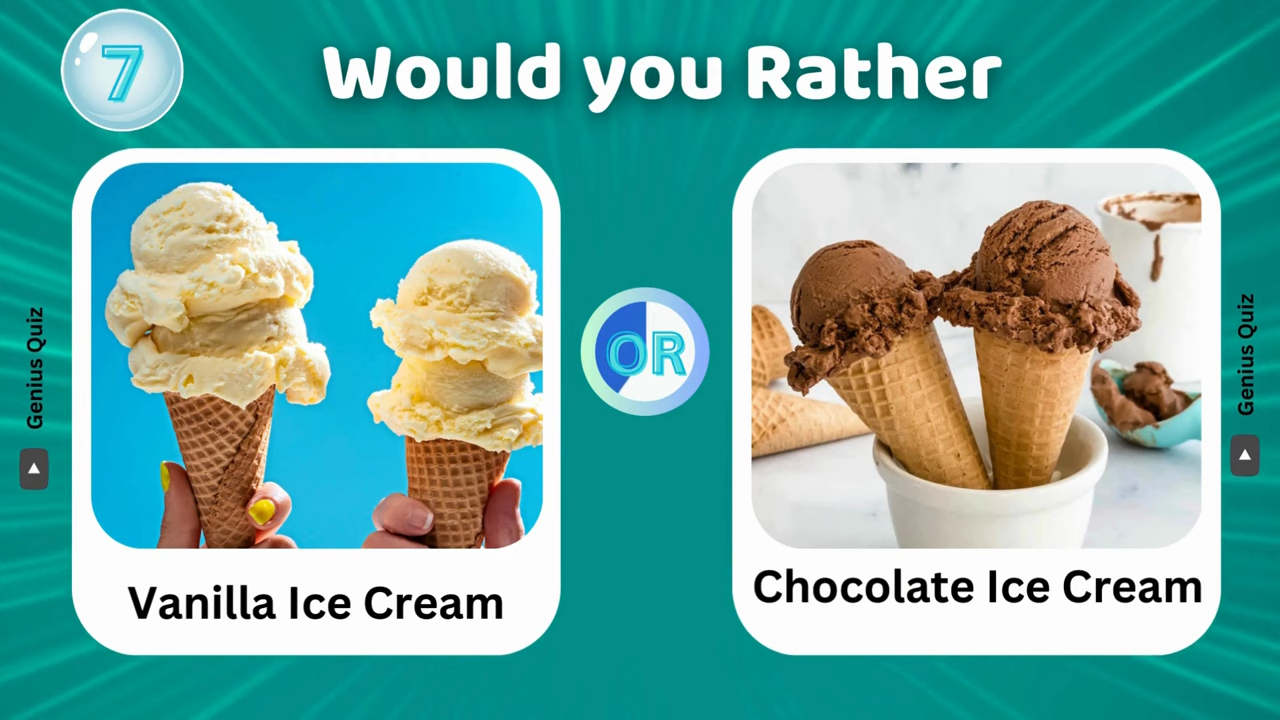 7
Would you Rather
Genius Quiz
OR
Genius Quiz
Vanilla Ice Cream
Chocolate Ice Cream